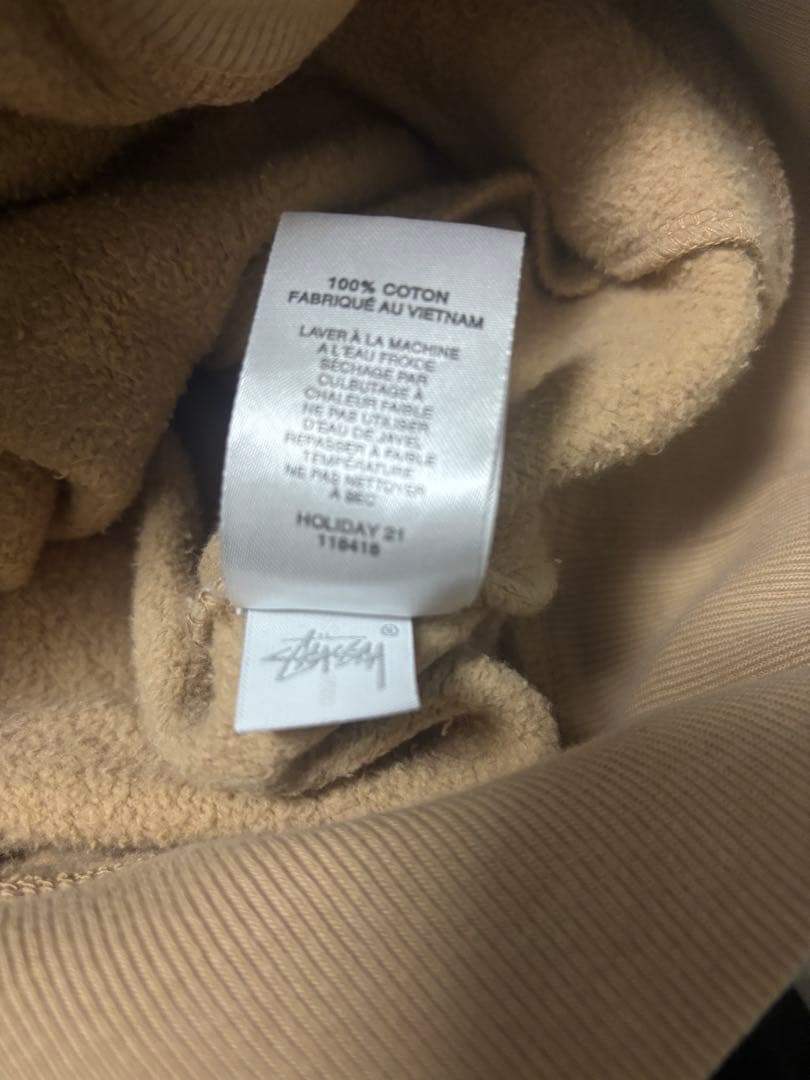 100% COTON
FABRIQUÉ AU VIETNAM
LAVER À LA MACHINE
A L'EAU FROIDE
SÉCHAGE PAR
CULBUTAGE À
CHALEUR FAIBLE
NE PAS UTILISER
D'EAU DE JAVEL
REPASSER A FAIBLE
TEMPÉRATURE
NE PAS NETTOYER
À SEC
HOLIDAY 21
118416
Stüssy ®